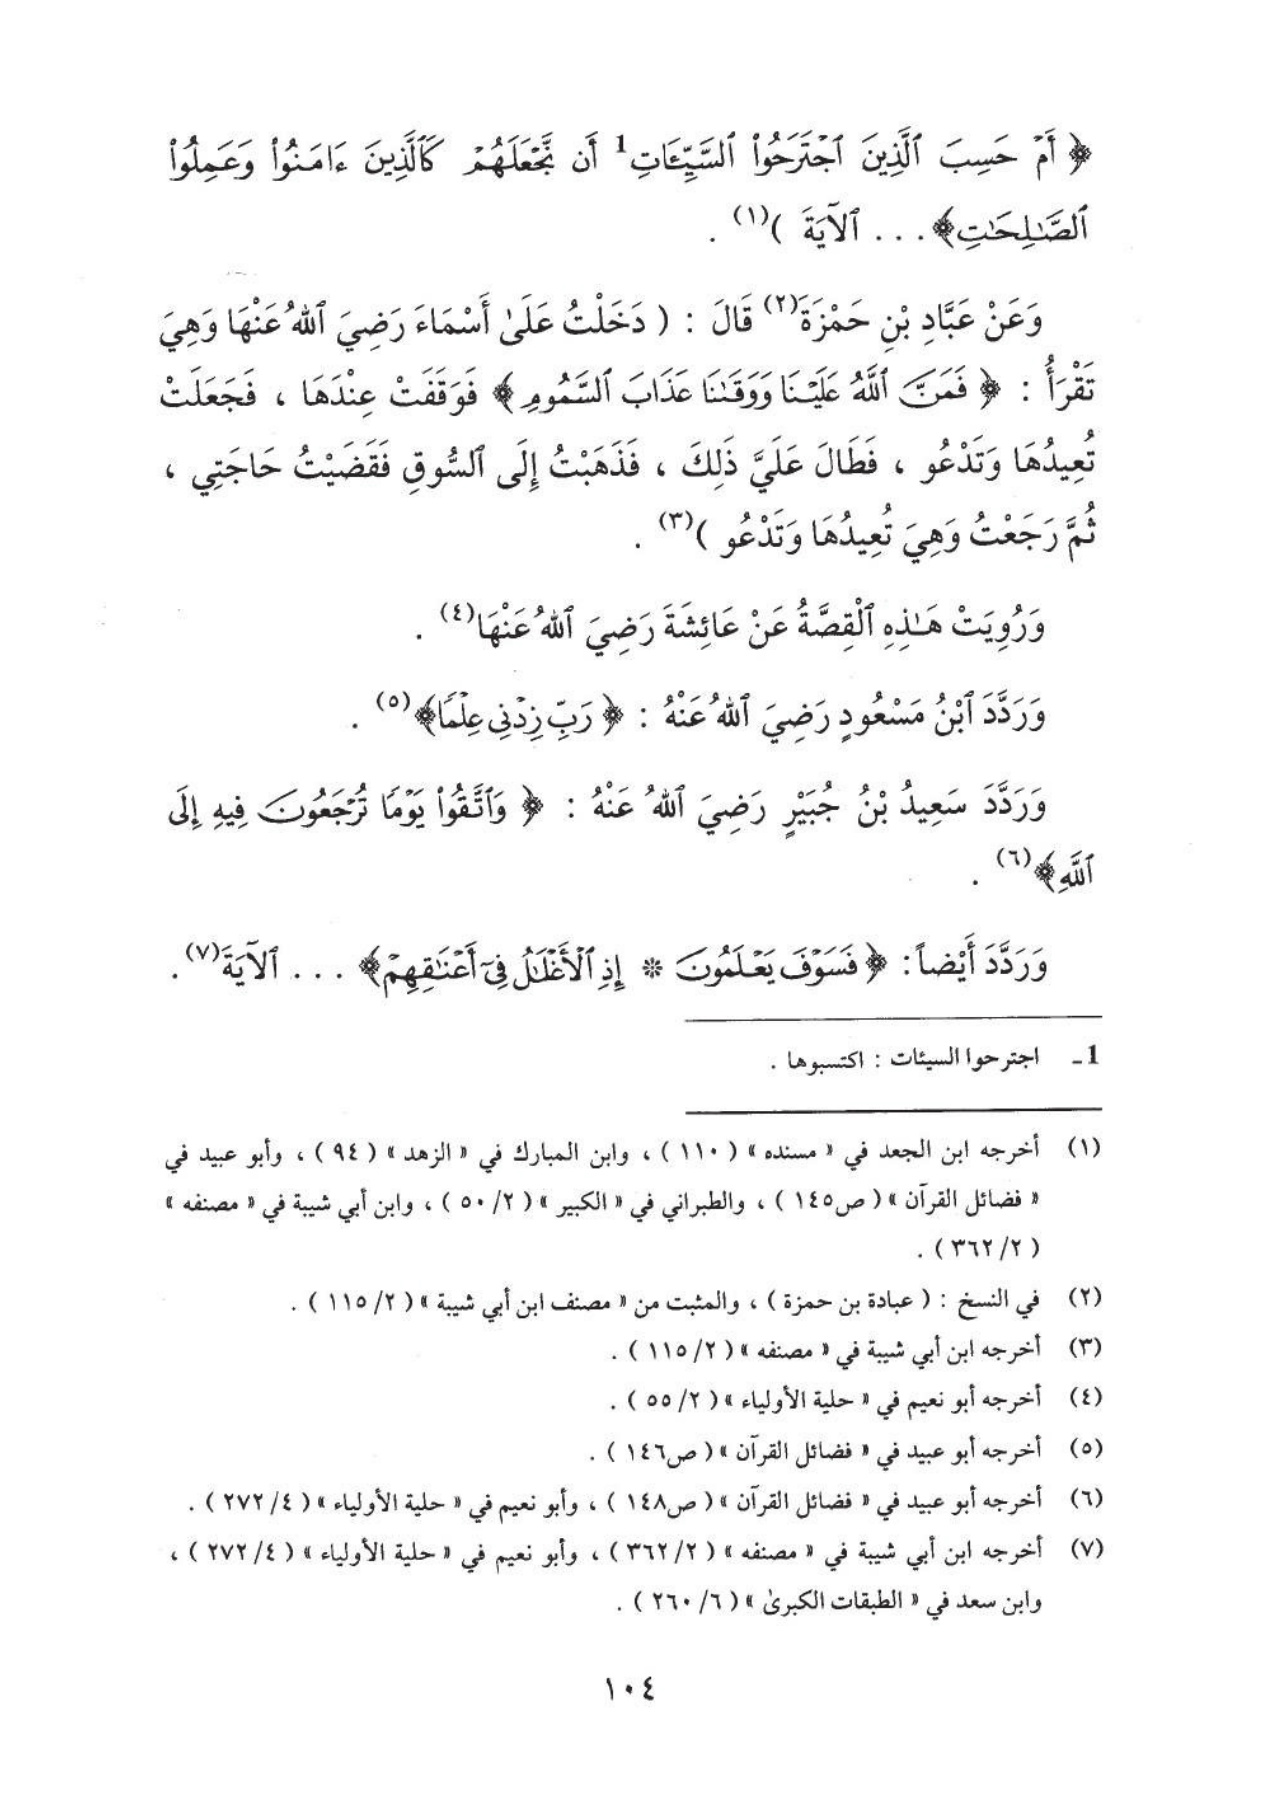 ﴿ أَمۡ حَسِبَ ٱلَّذِينَ ٱجۡتَرَحُواْ ٱلسَّيِّـَٔاتِ1 أَن نَّجۡعَلَهُمۡ كَٱلَّذِينَ ءَامَنُواْ وَعَمِلُواْ
ٱلصَّٰلِحَٰتِ﴾ . . . ٱلآيَةَ )(١) .
وَعَنْ عَبَّادِ بْنِ حَمْزَةَ(٢) قَالَ : ( دَخَلْتُ عَلَىٰ أَسْمَاءَ رَضِيَ ٱللهُ عَنْهَا وَهِيَ
تَقْرَأُ : ﴿ فَمَنَّ ٱللَّهُ عَلَيۡنَا وَوَقَىٰنَا عَذَابَ ٱلسَّمُومِ ﴾ فَوَقَفَتْ عِنْدَهَا ، فَجَعَلَتْ
تُعِيدُهَا وَتَدْعُو ، فَطَالَ عَلَيَّ ذَلِكَ ، فَذَهَبْتُ إِلَى ٱلسُّوقِ فَقَضَيْتُ حَاجَتِي ،
ثُمَّ رَجَعْتُ وَهِيَ تُعِيدُهَا وَتَدْعُو )(٣) .
وَرُوِيَتْ هَـٰذِهِ ٱلْقِصَّةُ عَنْ عَائِشَةَ رَضِيَ ٱللهُ عَنْهَا(٤) .
وَرَدَّدَ ٱبْنُ مَسْعُودٍ رَضِيَ ٱللهُ عَنْهُ : ﴿ رَبِّ زِدۡنِى عِلۡمًا﴾(٥) .
وَرَدَّدَ سَعِيدُ بْنُ جُبَيْرٍ رَضِيَ ٱللهُ عَنْهُ : ﴿ وَٱتَّقُواْ يَوۡمًا تُرۡجَعُونَ فِيهِ إِلَى
ٱللَّهِ﴾(٦) .
وَرَدَّدَ أَيْضاً : ﴿ فَسَوۡفَ يَعۡلَمُونَ * إِذِ ٱلۡأَغۡلَٰلُ فِىٓ أَعۡنَٰقِهِمۡ﴾ . . . ٱلآيَةَ(٧) .
1 ـ اجترحوا السيئات : اكتسبوها .
(١) أخرجه ابن الجعد في « مسنده » ( ١١٠ ) ، وابن المبارك في « الزهد » ( ٩٤ ) ، وأبو عبيد في
« فضائل القرآن » ( ص١٤٥ ) ، والطبراني في « الكبير » ( ٢/ ٥٠ ) ، وابن أبي شيبة في « مصنفه »
( ٢/ ٣٦٢ ) .
(٢) في النسخ : ( عبادة بن حمزة ) ، والمثبت من « مصنف ابن أبي شيبة » ( ٢/ ١١٥ ) .
(٣) أخرجه ابن أبي شيبة في « مصنفه » ( ٢/ ١١٥ ) .
(٤) أخرجه أبو نعيم في « حلية الأولياء » ( ٢/ ٥٥ ) .
(٥) أخرجه أبو عبيد في « فضائل القرآن » ( ص١٤٦ ) .
(٦) أخرجه أبو عبيد في « فضائل القرآن » ( ص١٤٨ ) ، وأبو نعيم في « حلية الأولياء » ( ٤/ ٢٧٢ ) .
(٧) أخرجه ابن أبي شيبة في « مصنفه » ( ٢/ ٣٦٢ ) ، وأبو نعيم في « حلية الأولياء » ( ٤/ ٢٧٢ ) ،
وابن سعد في « الطبقات الكبرىٰ » ( ٦/ ٢٦٠ ) .
١٠٤